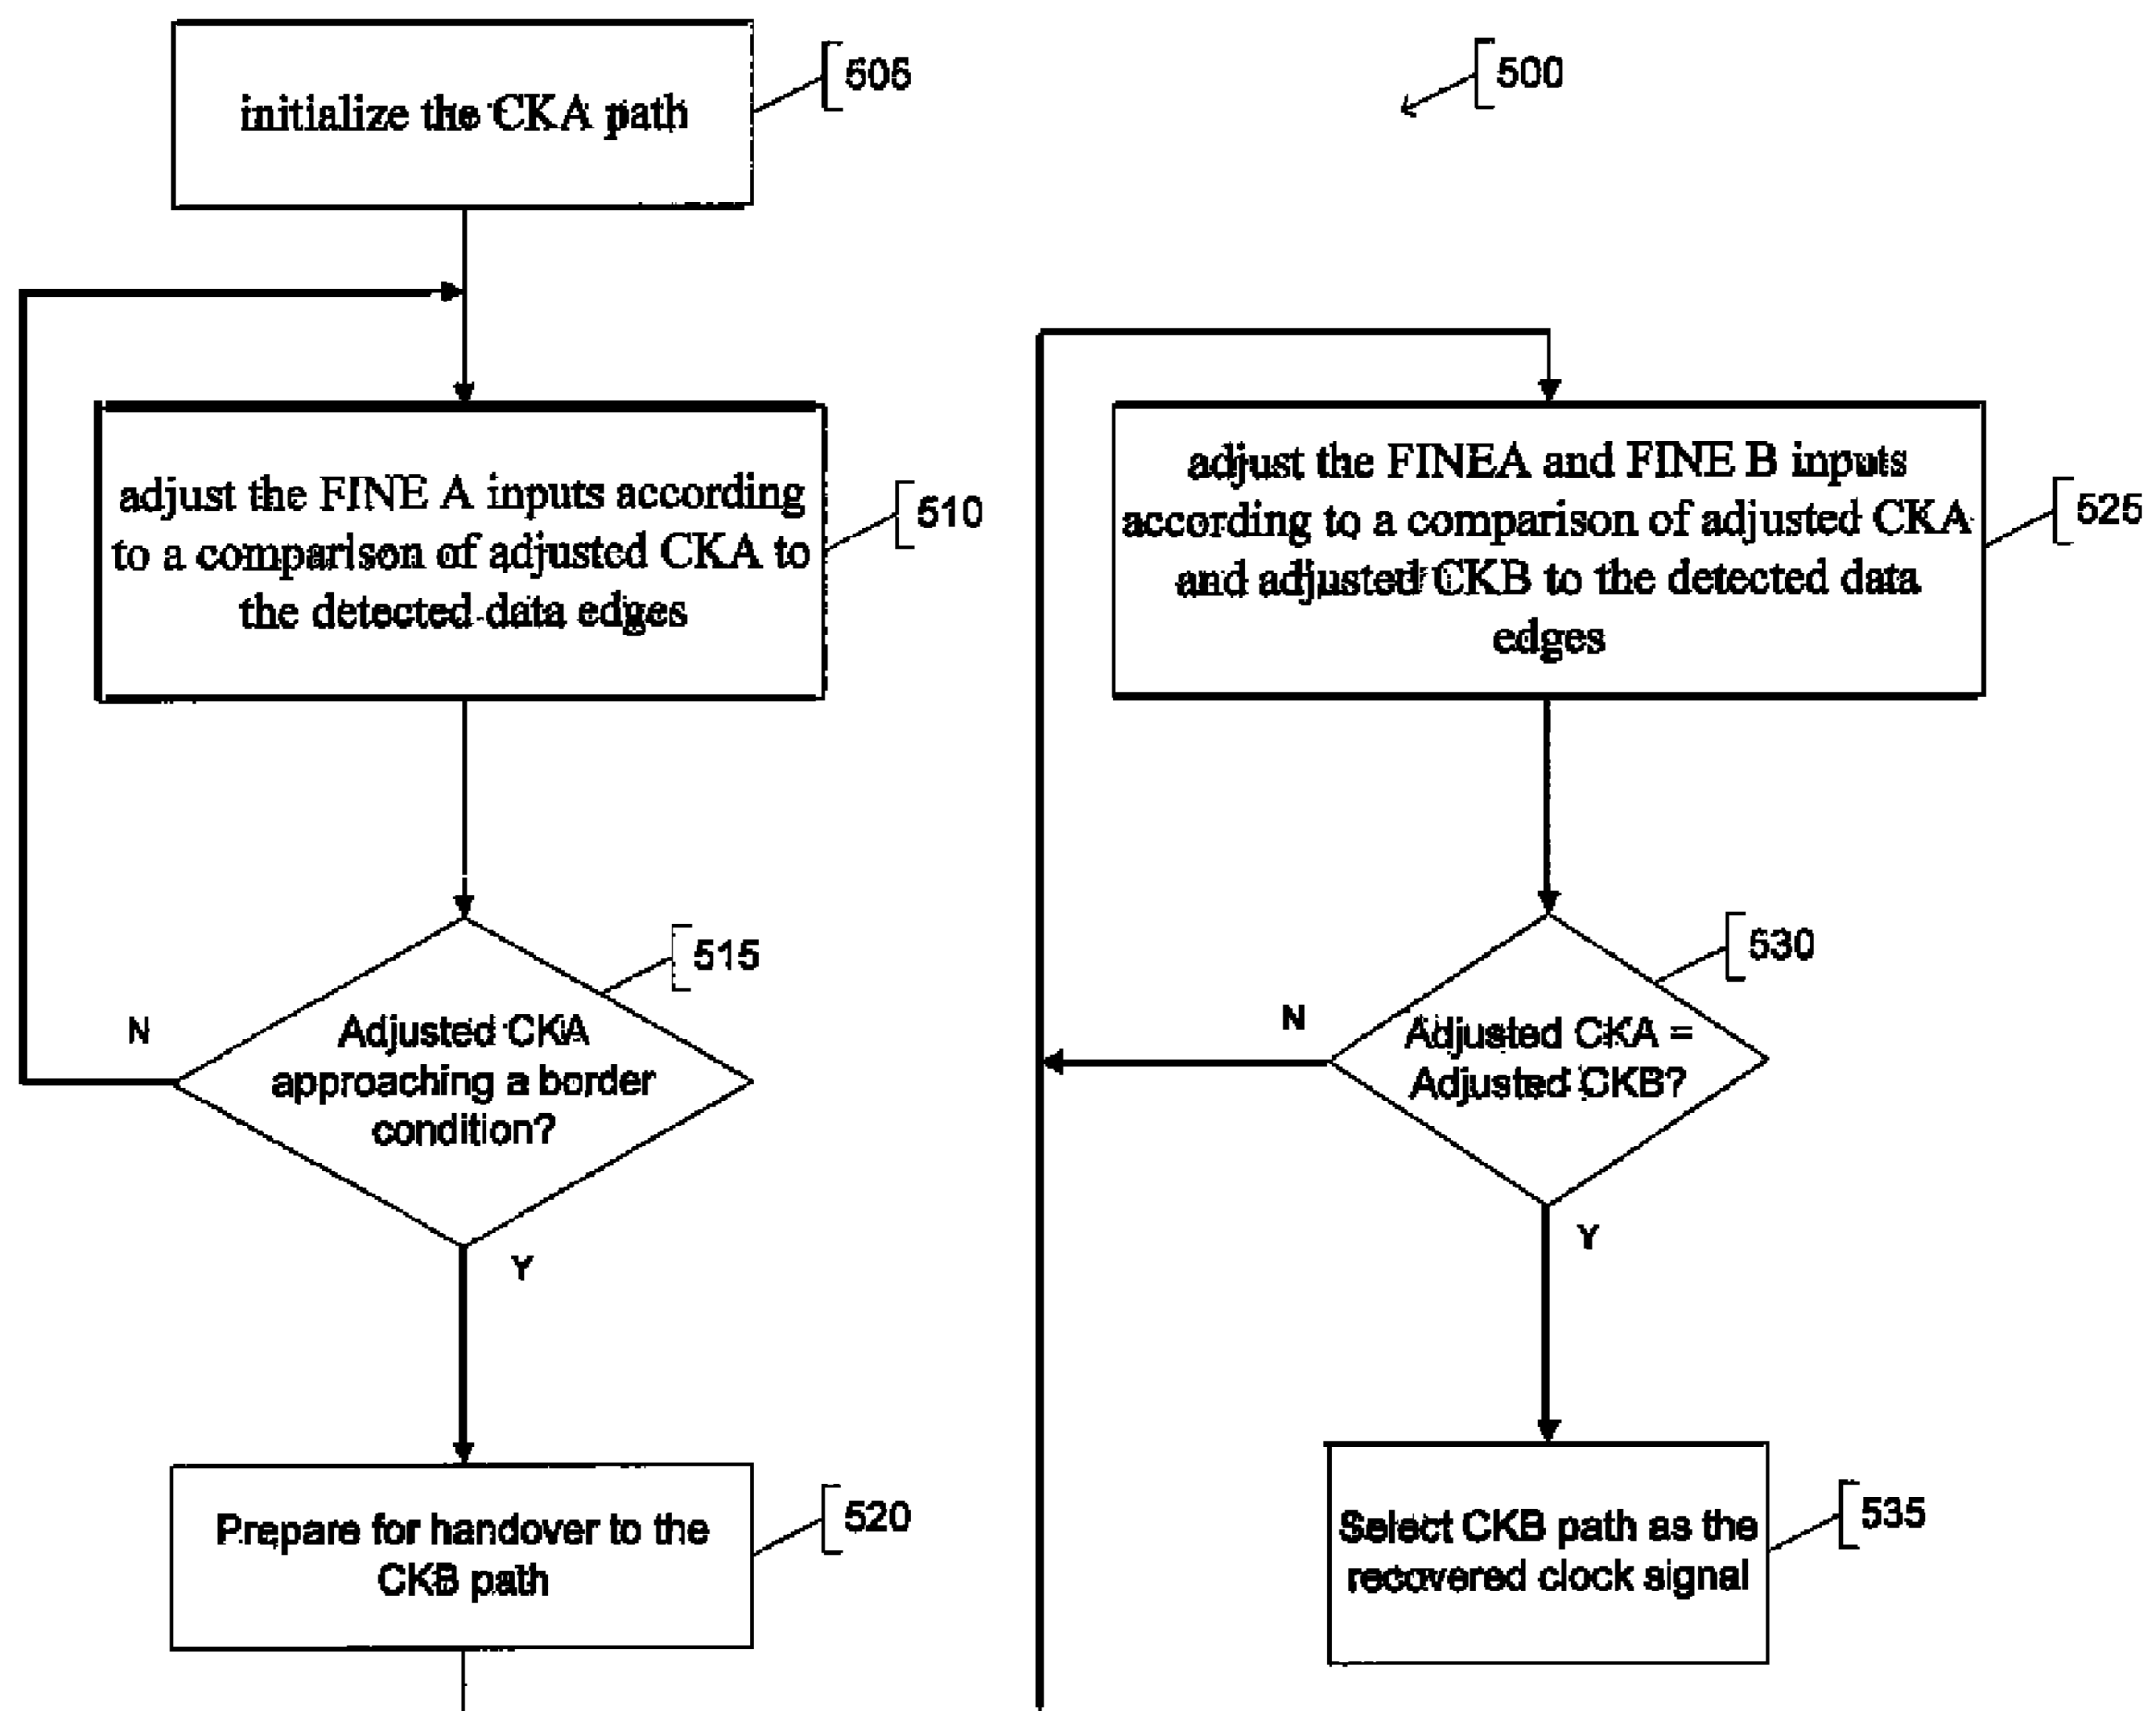 initialize the CKA path
505
500
adjust the FINE A inputs according
to a comparison of adjusted CKA to
the detected data edges
510
Adjusted CKA
approaching a border
condition?
515
N
Y
Prepare for handover to the
CKB path
520
adjust the FINEA and FINE B inputs
according to a comparison of adjusted CKA
and adjusted CKB to the detected data
edges
525
Adjusted CKA =
Adjusted CKB?
530
N
Y
Select CKB path as the
recovered clock signal
535